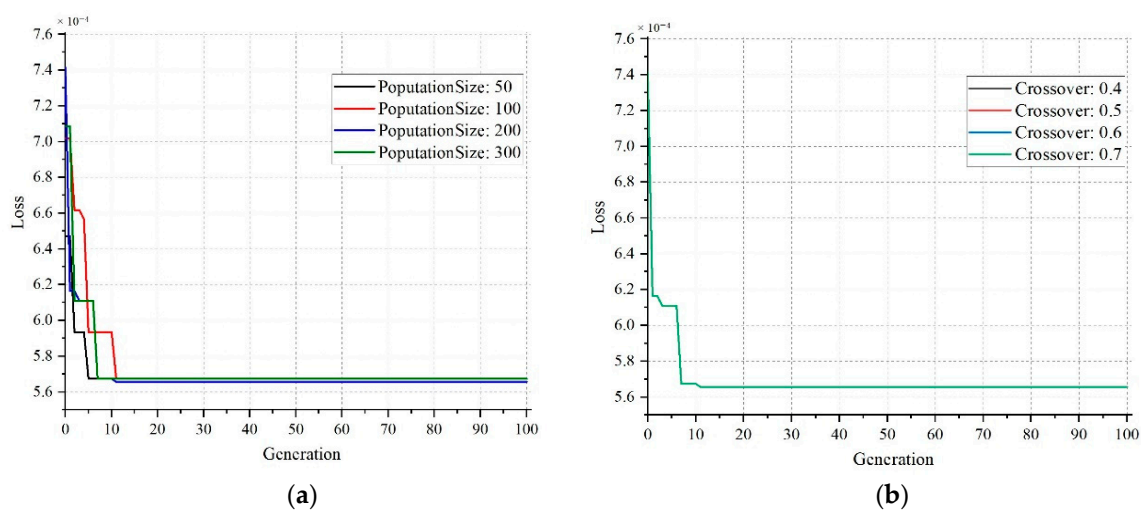 × 10⁻⁴
7.6
7.4
7.2
7.0
6.8
6.6
6.4
6.2
6.0
5.8
5.6
Loss
PoputationSize: 50
PopulationSize: 100
PopulationSize: 200
PopulationSize: 300
0 10 20 30 40 50 60 70 80 90 100
Generation
(a)
× 10⁻⁴
7.6
7.4
7.2
7.0
6.8
6.6
6.4
6.2
6.0
5.8
5.6
Loss
Crossover: 0.4
Crossover: 0.5
Crossover: 0.6
Crossover: 0.7
0 10 20 30 40 50 60 70 80 90 100
Generation
(b)